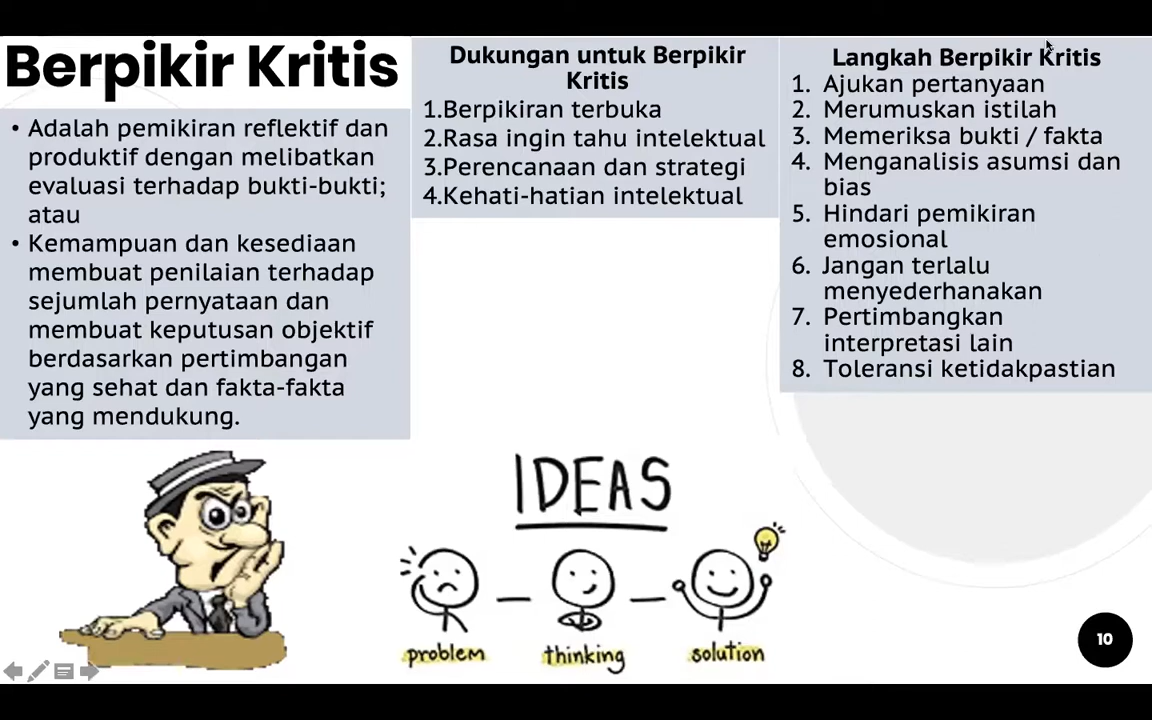 Berpikir Kritis
• Adalah pemikiran reflektif dan
produktif dengan melibatkan
evaluasi terhadap bukti-bukti;
atau
• Kemampuan dan kesediaan
membuat penilaian terhadap
sejumlah pernyataan dan
membuat keputusan objektif
berdasarkan pertimbangan
yang sehat dan fakta-fakta
yang mendukung.
Dukungan untuk Berpikir
Kritis
1.Berpikiran terbuka
2.Rasa ingin tahu intelektual
3.Perencanaan dan strategi
4.Kehati-hatian intelektual
Langkah Berpikir Kritis
1. Ajukan pertanyaan
2. Merumuskan istilah
3. Memeriksa bukti / fakta
4. Menganalisis asumsi dan
bias
5. Hindari pemikiran
emosional
6. Jangan terlalu
menyederhanakan
7. Pertimbangkan
interpretasi lain
8. Toleransi ketidakpastian
IDEAS
problem
thinking
solution
10